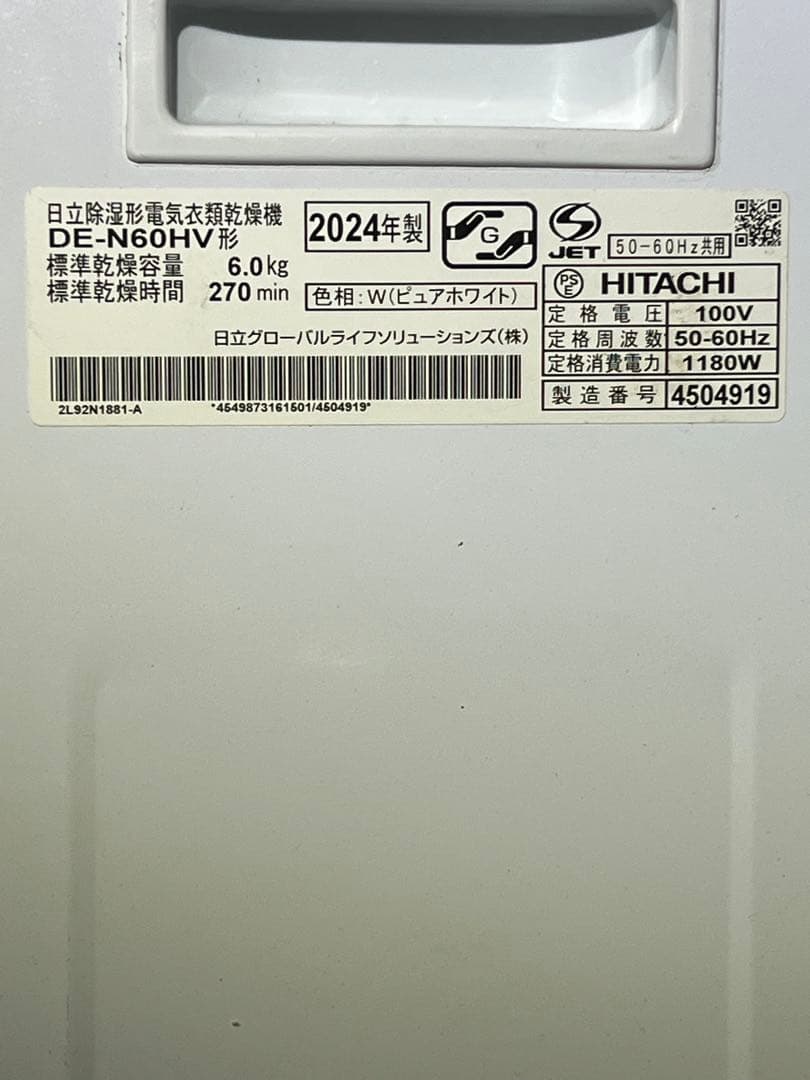 日立除湿形電気衣類乾燥機
DE-N60HV形
標準乾燥容量 6.0kg
標準乾燥時間 270min
2024年製
G
色相:W(ピュアホワイト)
日立グローバルライフソリューションズ(株)
2L92N1881-A
*4549873161501/4504919*
JET
50-60Hz共用
PSE
HITACHI
定格電圧 100V
定格周波数 50-60Hz
定格消費電力 1180W
製造番号 4504919